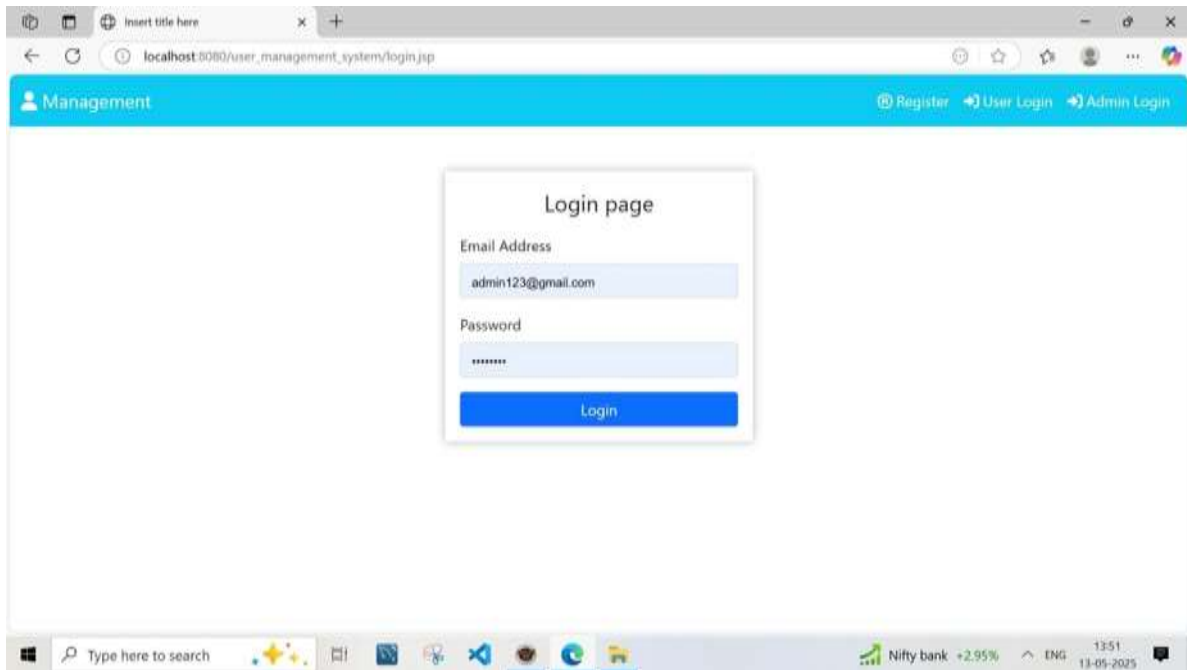 Insert title here
localhost:8080/user_management_system/login.jsp
Management
Register User Login Admin Login
Login page
Email Address
admin123@gmail.com
Password
••••••••
Login
Type here to search
Nifty bank +2.95% ENG
13:51
13-05-2025